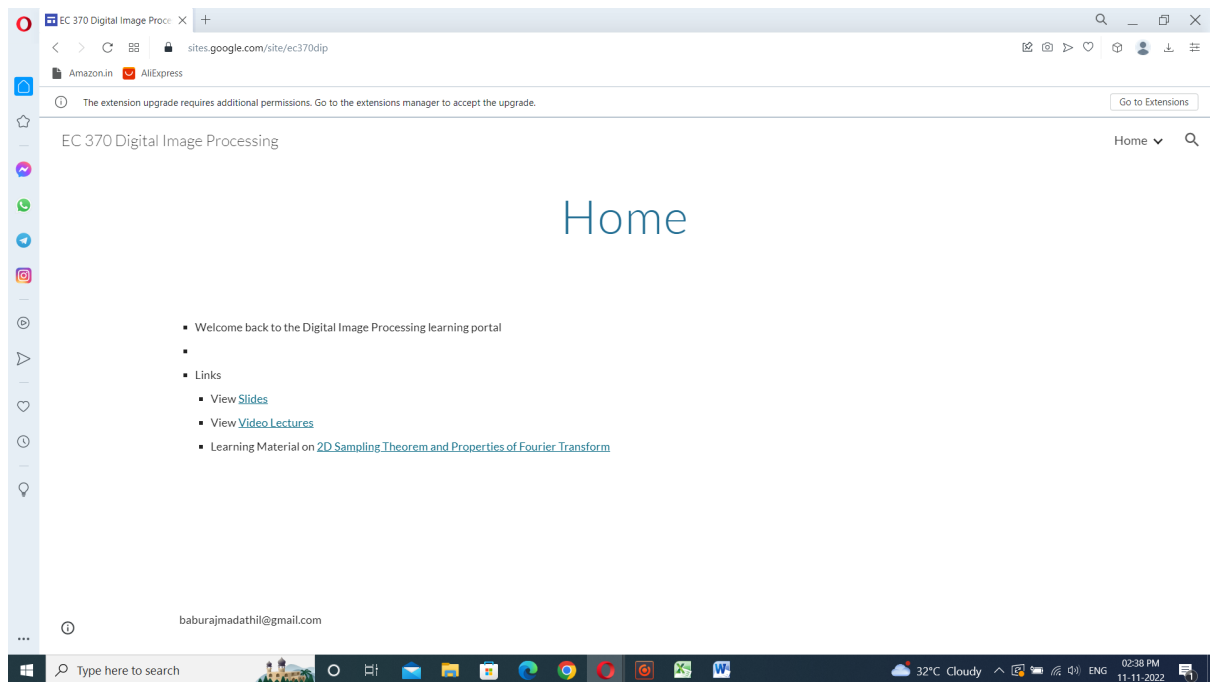 EC 370 Digital Image Proce
sites.google.com/site/ec370dip
Amazon.in AliExpress
The extension upgrade requires additional permissions. Go to the extensions manager to accept the upgrade. Go to Extensions
EC 370 Digital Image Processing Home
Home
Welcome back to the Digital Image Processing learning portal
Links
View Slides
View Video Lectures
Learning Material on 2D Sampling Theorem and Properties of Fourier Transform
baburajmadathil@gmail.com
Type here to search 32°C Cloudy ENG 02:38 PM
11-11-2022